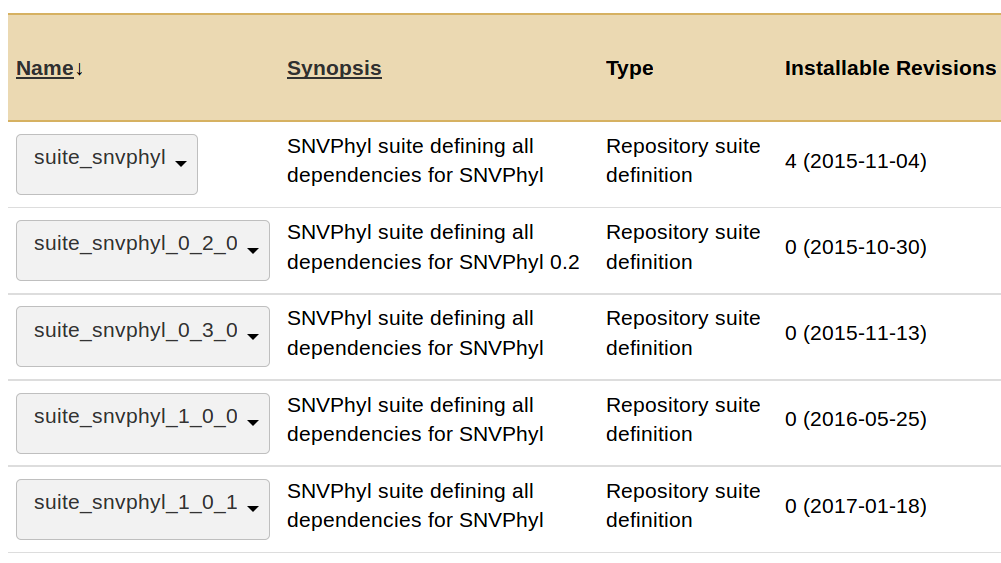 Name↓ Synopsis Type Installable Revisions
suite_snvphyl SNVPhyl suite defining all dependencies for SNVPhyl Repository suite definition 4 (2015-11-04)
suite_snvphyl_0_2_0 SNVPhyl suite defining all dependencies for SNVPhyl 0.2 Repository suite definition 0 (2015-10-30)
suite_snvphyl_0_3_0 SNVPhyl suite defining all dependencies for SNVPhyl Repository suite definition 0 (2015-11-13)
suite_snvphyl_1_0_0 SNVPhyl suite defining all dependencies for SNVPhyl Repository suite definition 0 (2016-05-25)
suite_snvphyl_1_0_1 SNVPhyl suite defining all dependencies for SNVPhyl Repository suite definition 0 (2017-01-18)